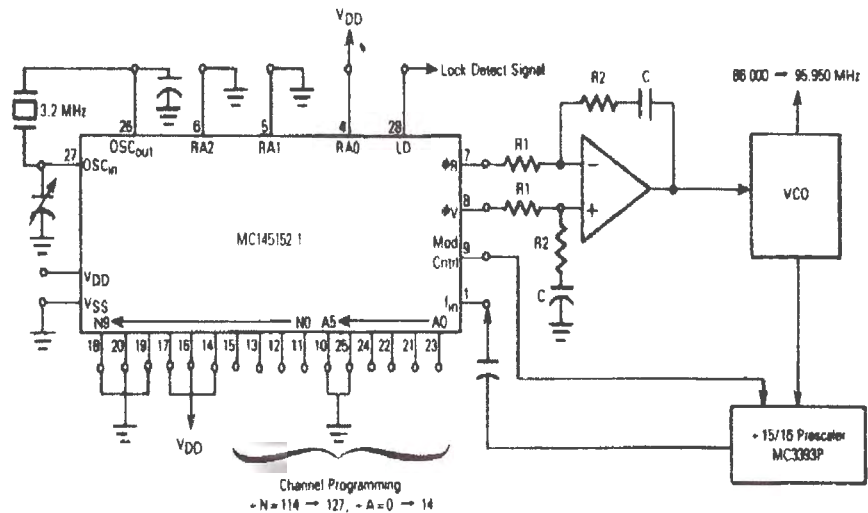 VDD
Lock Detect Signal
R2
C
86 000 → 95.950 MHz
3.2 MHz
26
6
5
4
28
OSCout
RA2
RA1
RA0
LD
27
OSCin
ϕR
7
R1
−
ϕV
8
R1
+
VCO
MC145152 1
Mod
Cntrl
9
R2
VDD
VSS
fin
1
C
N9
N0
A5
A0
18
20
19
17
16
14
15
13
12
11
10
25
24
22
21
23
VDD
÷ 15/16 Prescaler
MC3393P
Channel Programming
÷ N = 114 → 127, ÷ A = 0 → 14